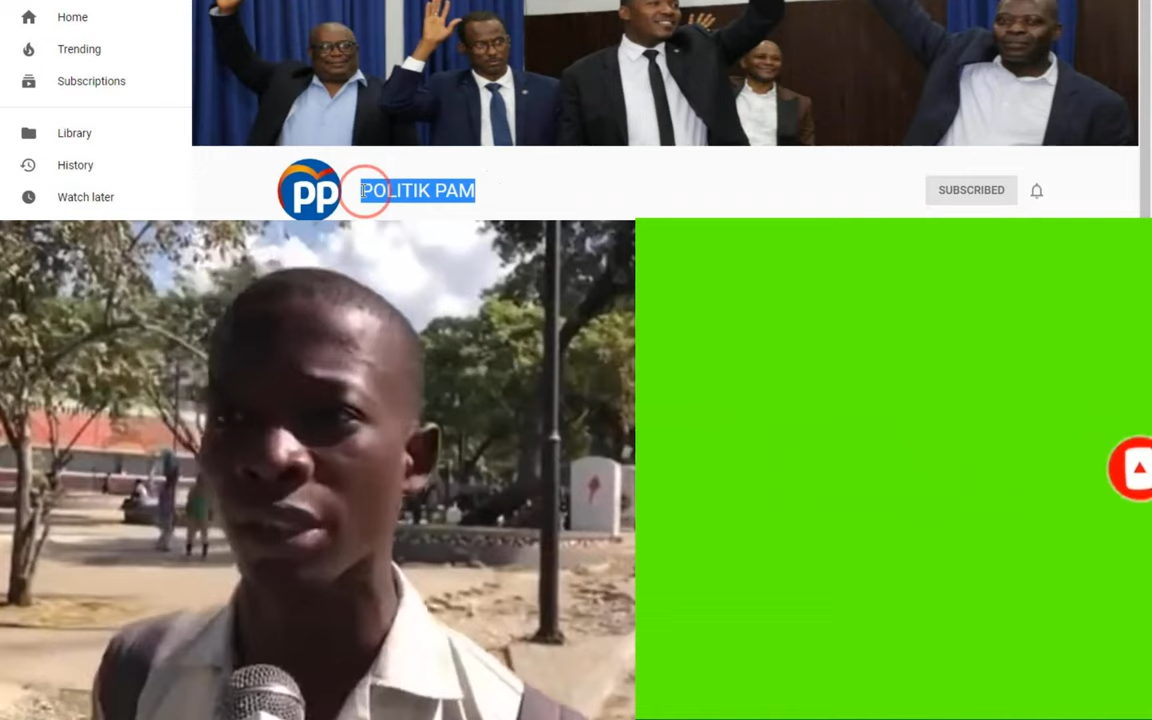 Home
Trending
Subscriptions
Library
History
Watch later
pp
POLITIK PAM
SUBSCRIBED